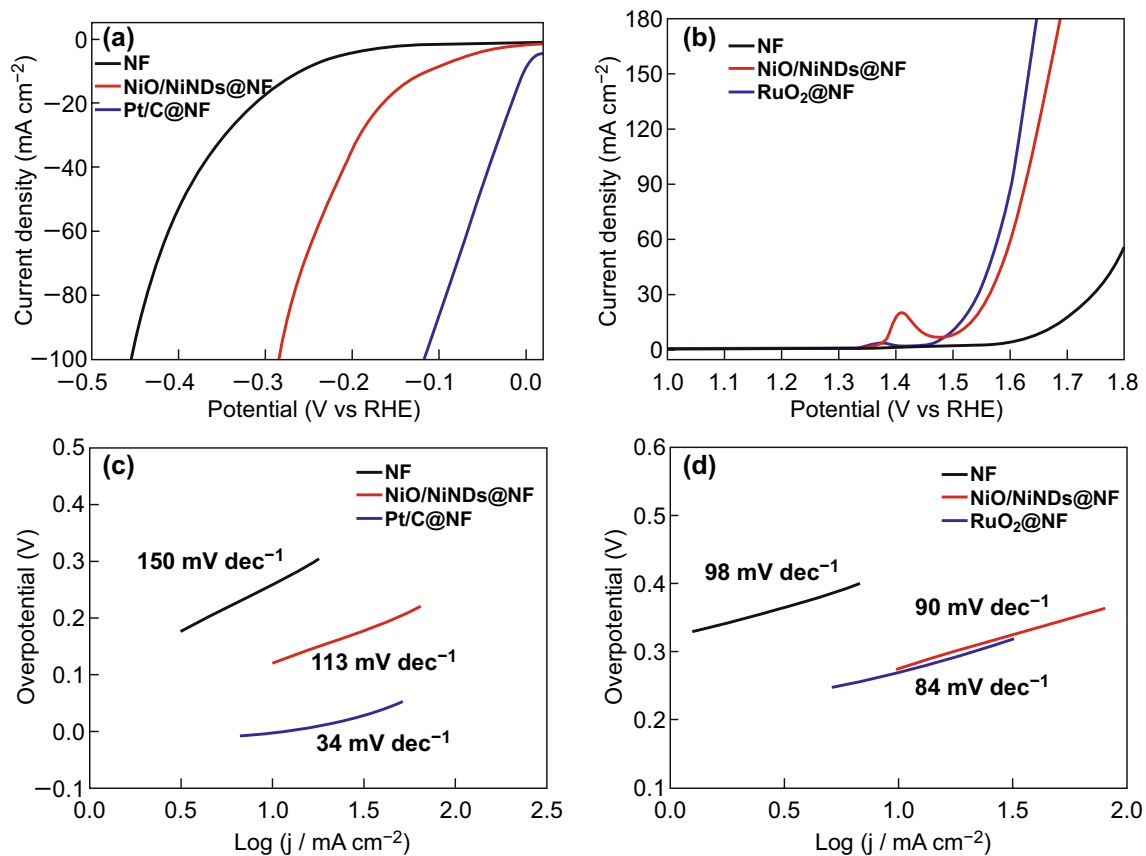 (a)
NF
NiO/NiNDs@NF
Pt/C@NF
0
−20
−40
−60
−80
−100
Current density (mA cm⁻²)
−0.5
−0.4
−0.3
−0.2
−0.1
0.0
Potential (V vs RHE)
(b)
NF
NiO/NiNDs@NF
RuO₂@NF
180
150
120
90
60
30
0
Current density (mA cm⁻²)
1.0
1.1
1.2
1.3
1.4
1.5
1.6
1.7
1.8
Potential (V vs RHE)
(c)
NF
NiO/NiNDs@NF
Pt/C@NF
150 mV dec⁻¹
113 mV dec⁻¹
34 mV dec⁻¹
0.5
0.4
0.3
0.2
0.1
0.0
−0.1
Overpotential (V)
0.0
0.5
1.0
1.5
2.0
2.5
Log (j / mA cm⁻²)
(d)
NF
NiO/NiNDs@NF
RuO₂@NF
98 mV dec⁻¹
90 mV dec⁻¹
84 mV dec⁻¹
0.6
0.5
0.4
0.3
0.2
0.1
Overpotential (V)
0.0
0.5
1.0
1.5
2.0
Log (j / mA cm⁻²)